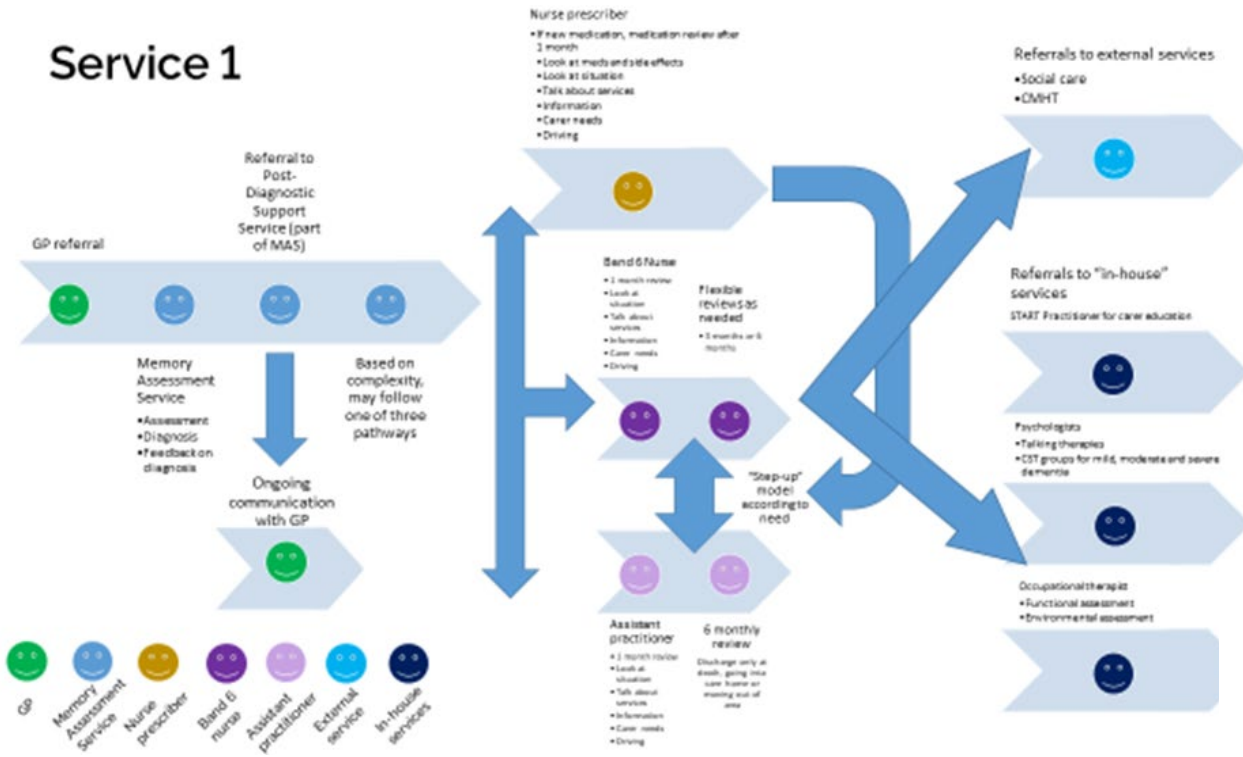 Service 1
GP referral
Memory
Assessment
Service
•Assessment
•Diagnosis
•Feedback on
diagnosis
Referral to
Post-
Diagnostic
Support
Service (part
of MAS)
Ongoing
communication
with GP
Based on
complexity,
may follow
one of three
pathways
Nurse prescriber
•If new medication, medication review after
1 month
•Look at meds and side effects
•Look at situation
•Talk about services
•Information
•Carer needs
•Driving
Band 6 Nurse
•1 month review
•Look at
situation
•Talk about
services
•Information
•Carer needs
•Driving
Flexible
reviews as
needed
•3 months or 6
months
"Step-up"
model
according to
need
Assistant
practitioner
•1 month review
•Look at
situation
•Talk about
services
•Information
•Carer needs
•Driving
6 monthly
review
Discharge only at
death, going into
care home or
moving out of
area
Referrals to external services
•Social care
•CMHT
Referrals to "in-house"
services
START Practitioner for carer education
Psychologists
•Talking therapies
•CST groups for mild, moderate and severe
dementia
Occupational therapist
•Functional assessment
•Environmental assessment
GP
Memory
Assessment
Service
Nurse
prescriber
Band 6
nurse
Assistant
practitioner
External
service
In-house
services